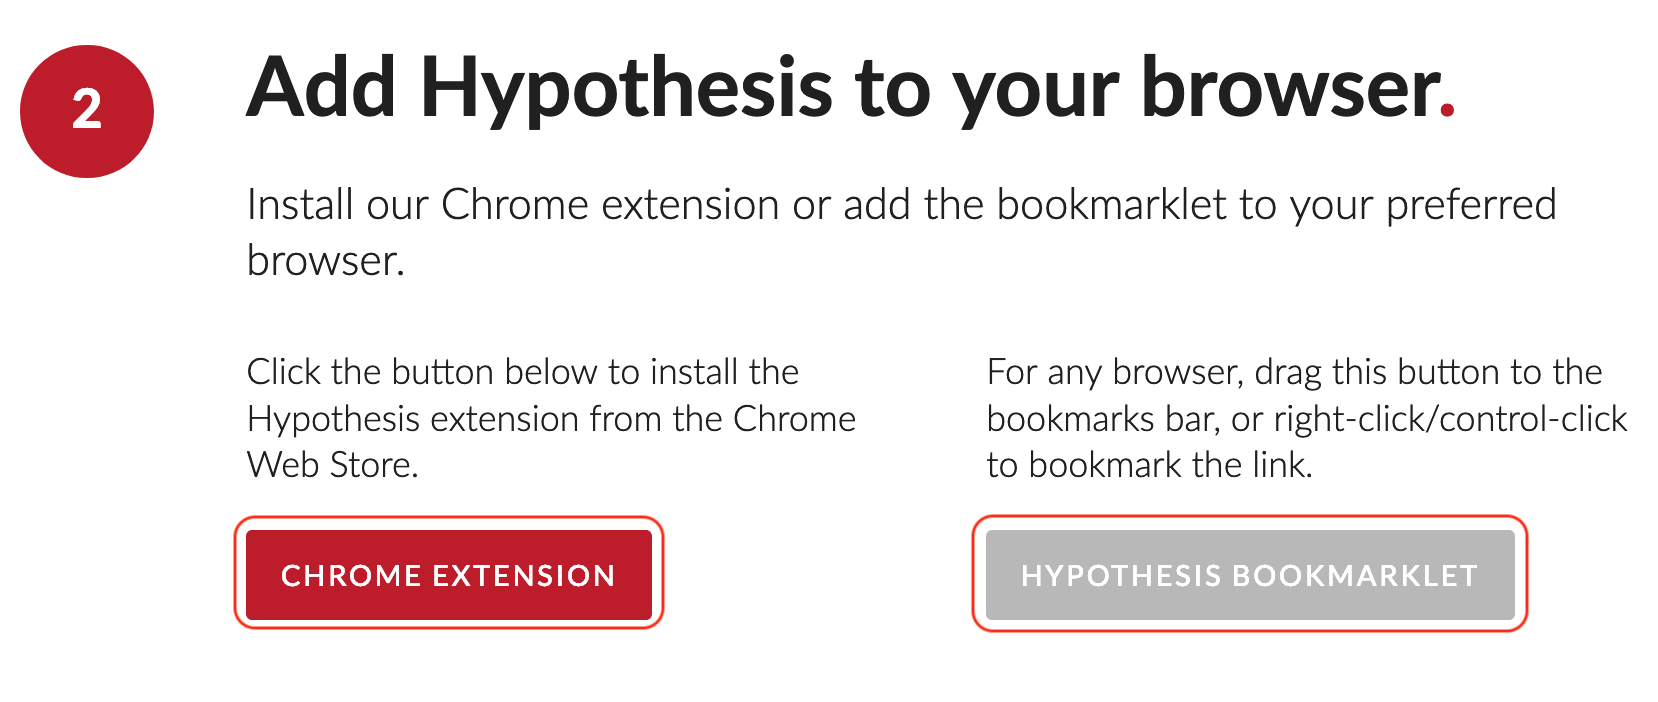 2
Add Hypothesis to your browser.
Install our Chrome extension or add the bookmarklet to your preferred
browser.
Click the button below to install the
Hypothesis extension from the Chrome
Web Store.
CHROME EXTENSION
For any browser, drag this button to the
bookmarks bar, or right-click/control-click
to bookmark the link.
HYPOTHESIS BOOKMARKLET